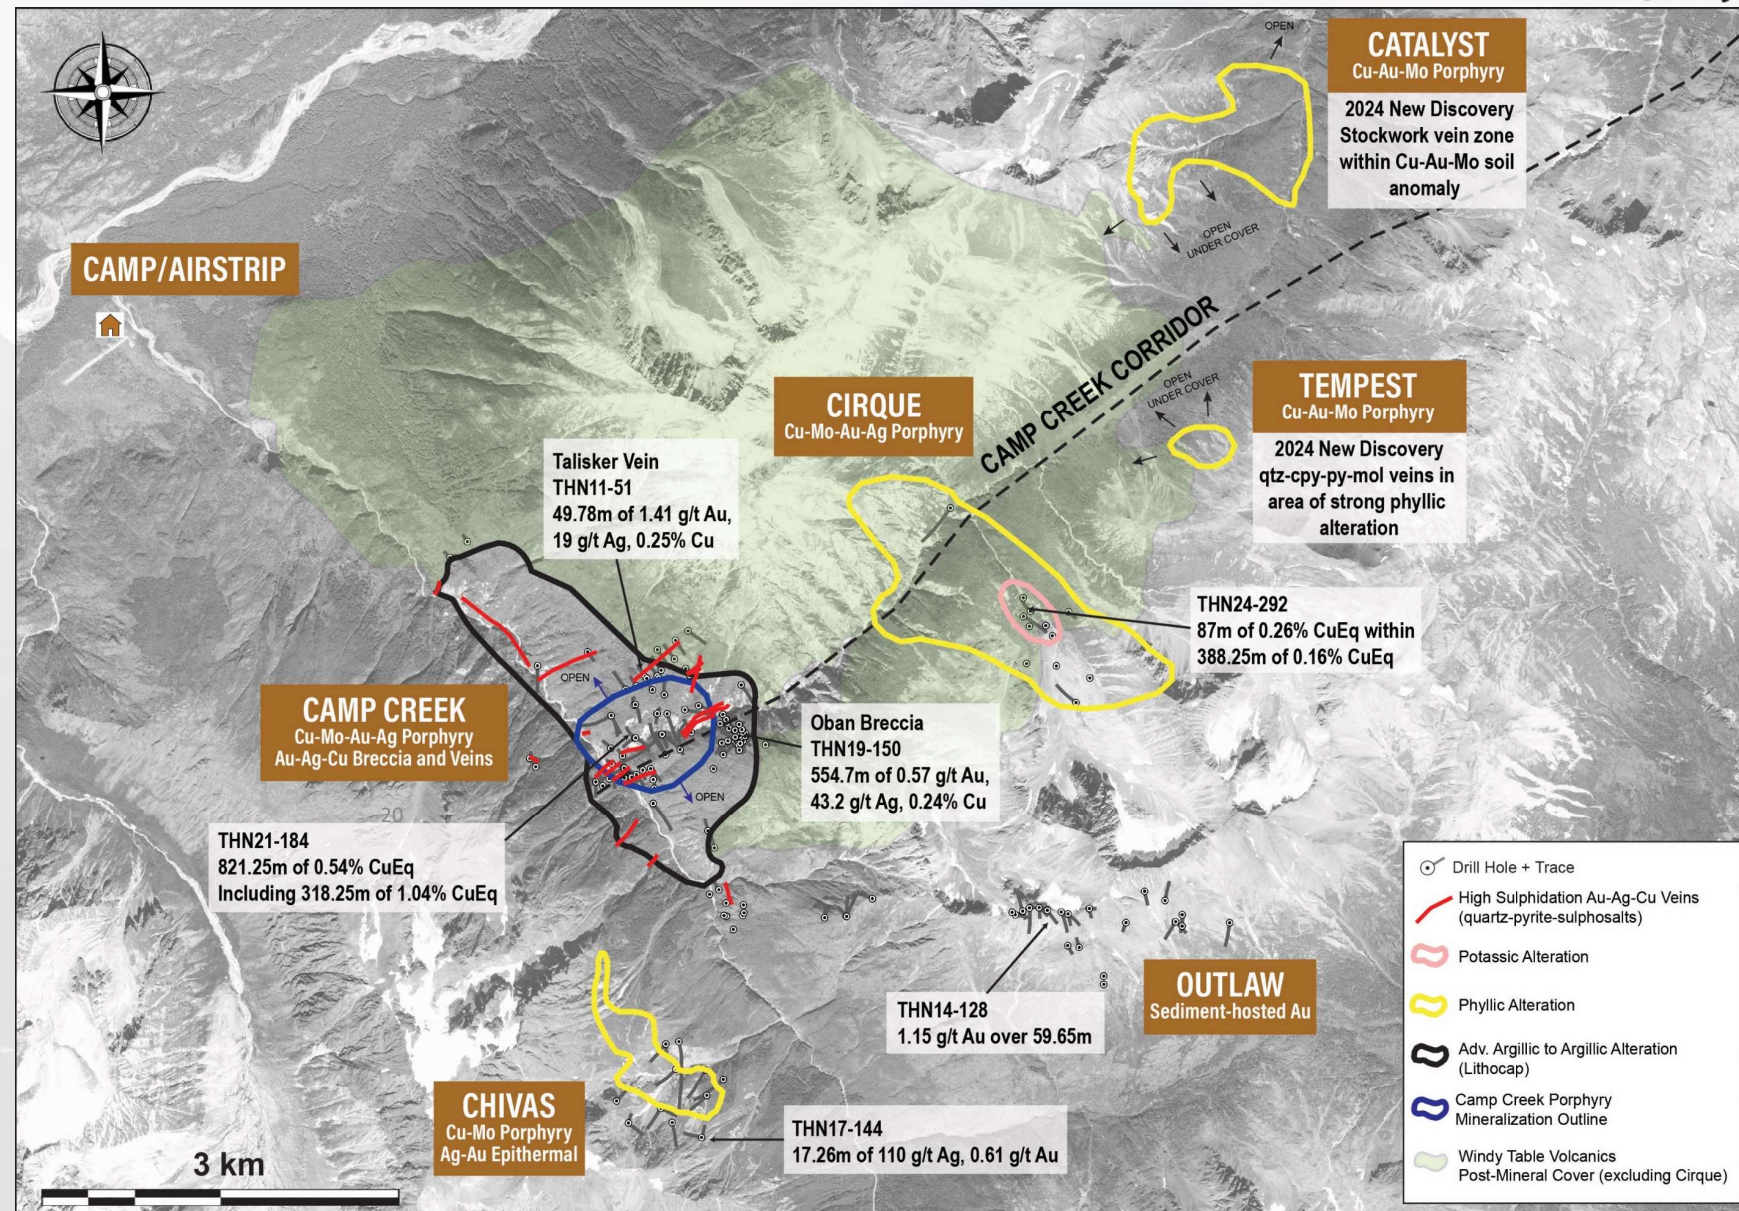 OPEN
CATALYST
Cu-Au-Mo Porphyry
2024 New Discovery
Stockwork vein zone
within Cu-Au-Mo soil
anomaly
OPEN
UNDER COVER
CAMP/AIRSTRIP
CAMP CREEK CORRIDOR
OPEN
UNDER COVER
TEMPEST
Cu-Au-Mo Porphyry
2024 New Discovery
qtz-cpy-py-mol veins in
area of strong phyllic
alteration
CIRQUE
Cu-Mo-Au-Ag Porphyry
Talisker Vein
THN11-51
49.78m of 1.41 g/t Au,
19 g/t Ag, 0.25% Cu
THN24-292
87m of 0.26% CuEq within
388.25m of 0.16% CuEq
OPEN
CAMP CREEK
Cu-Mo-Au-Ag Porphyry
Au-Ag-Cu Breccia and Veins
Oban Breccia
THN19-150
554.7m of 0.57 g/t Au,
43.2 g/t Ag, 0.24% Cu
OPEN
20
THN21-184
821.25m of 0.54% CuEq
Including 318.25m of 1.04% CuEq
OUTLAW
Sediment-hosted Au
THN14-128
1.15 g/t Au over 59.65m
CHIVAS
Cu-Mo Porphyry
Ag-Au Epithermal
THN17-144
17.26m of 110 g/t Ag, 0.61 g/t Au
3 km
Drill Hole + Trace
High Sulphidation Au-Ag-Cu Veins
(quartz-pyrite-sulphosalts)
Potassic Alteration
Phyllic Alteration
Adv. Argillic to Argillic Alteration
(Lithocap)
Camp Creek Porphyry
Mineralization Outline
Windy Table Volcanics
Post-Mineral Cover (excluding Cirque)